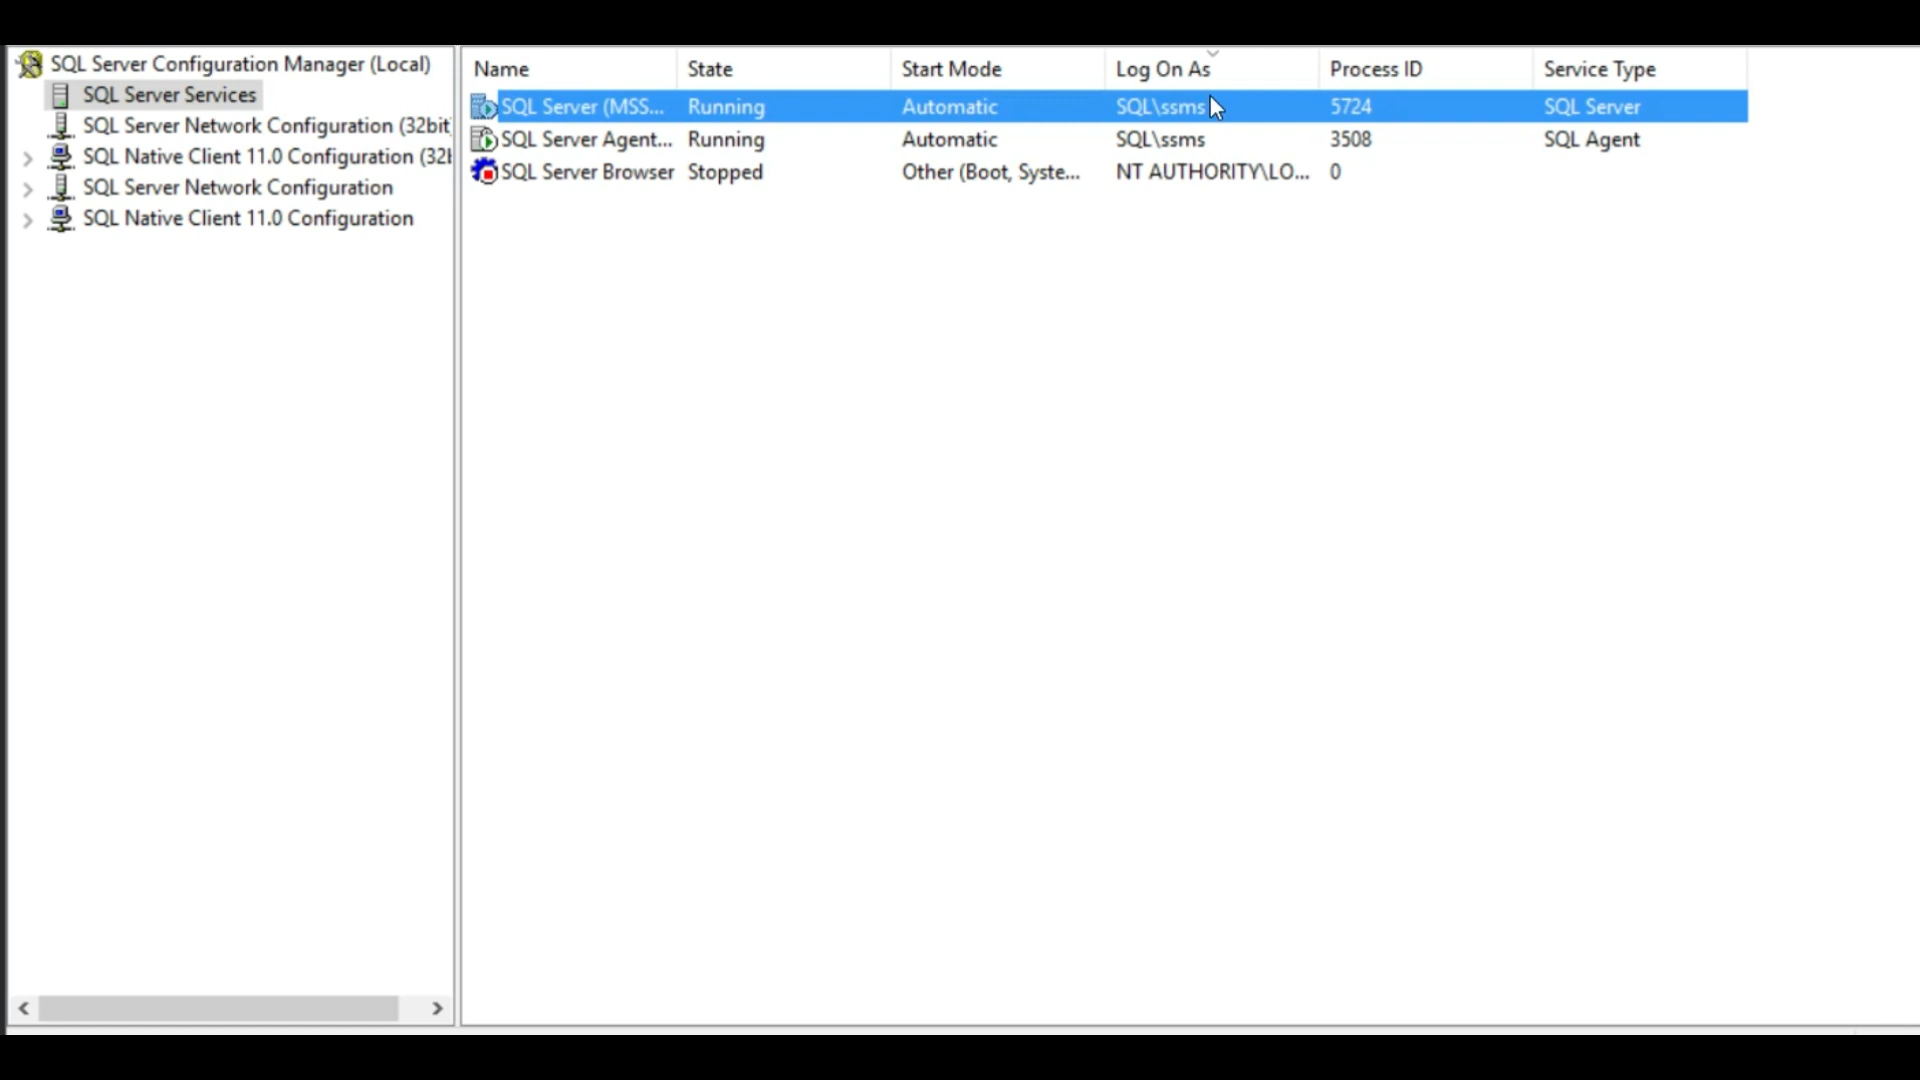 SQL Server Configuration Manager (Local)
SQL Server Services
SQL Server Network Configuration (32bit
SQL Native Client 11.0 Configuration (32
SQL Server Network Configuration
SQL Native Client 11.0 Configuration
Name State Start Mode Log On As Process ID Service Type
SQL Server (MSS... Running Automatic SQL\ssms 5724 SQL Server
SQL Server Agent... Running Automatic SQL\ssms 3508 SQL Agent
SQL Server Browser Stopped Other (Boot, Syste... NT AUTHORITY\LO... 0